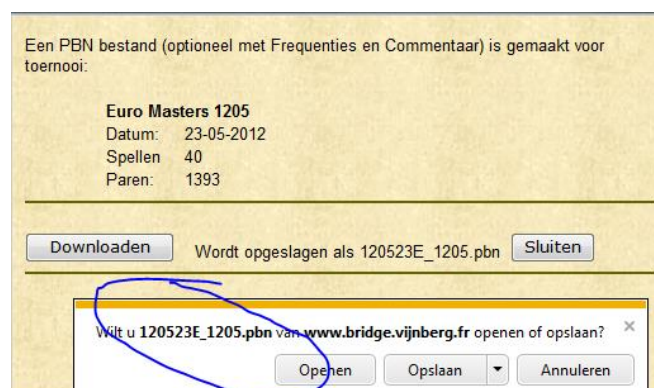 Een PBN bestand (optioneel met Frequenties en Commentaar) is gemaakt voor
toernooi:
Euro Masters 1205
Datum: 23-05-2012
Spellen 40
Paren: 1393
Downloaden Wordt opgeslagen als 120523E_1205.pbn Sluiten
Wilt u 120523E_1205.pbn van www.bridge.vijnberg.fr openen of opslaan?
Openen Opslaan Annuleren